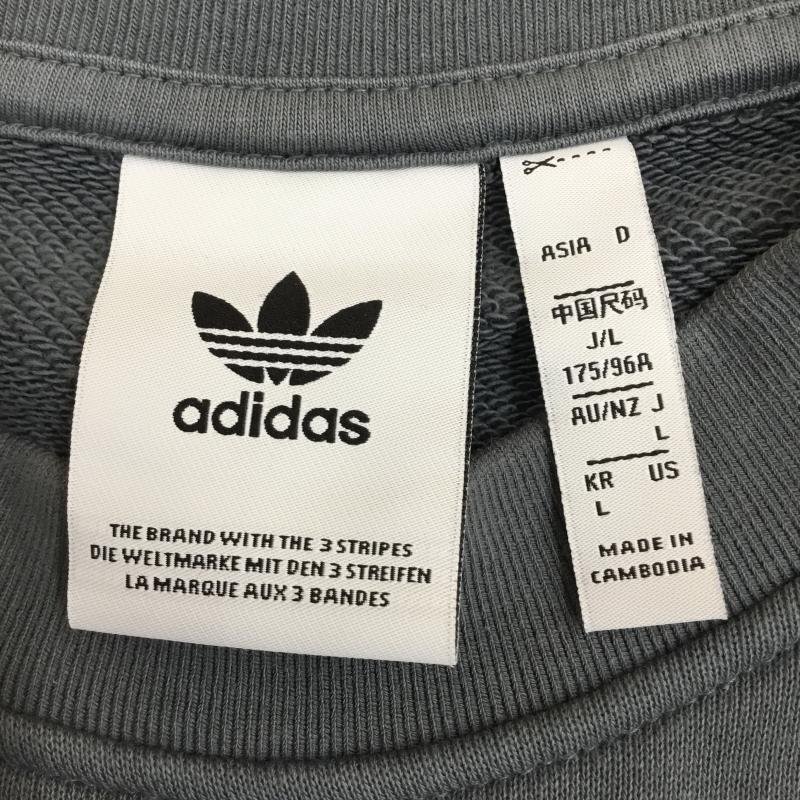 adidas
THE BRAND WITH THE 3 STRIPES
DIE WELTMARKE MIT DEN 3 STREIFEN
LA MARQUE AUX 3 BANDES
ASIA D
中国尺码
J/L
175/96A
AU/NZ J
L
KR US
L
MADE IN
CAMBODIA